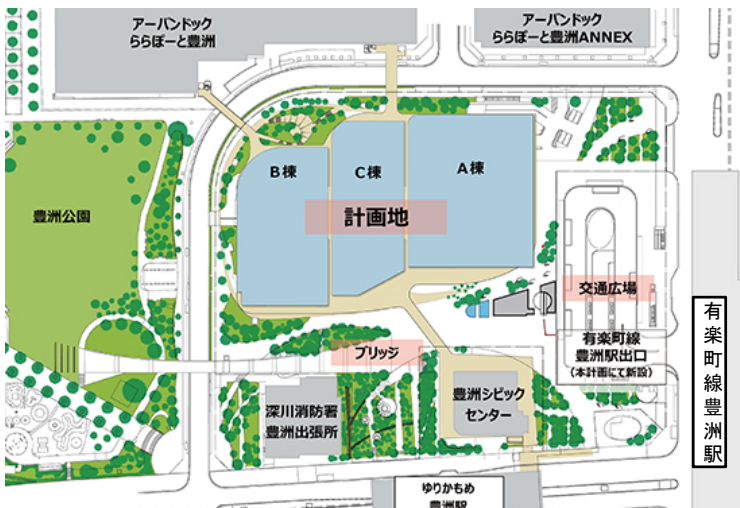 アーバンドック
ららぽーと豊洲
アーバンドック
ららぽーと豊洲ANNEX
B棟
C棟
A棟
計画地
豊洲公園
交通広場
有楽町線
豊洲駅出口
(本計画にて新設)
ブリッジ
深川消防署
豊洲出張所
豊洲シビック
センター
有楽町線豊洲駅
ゆりかもめ
豊洲駅